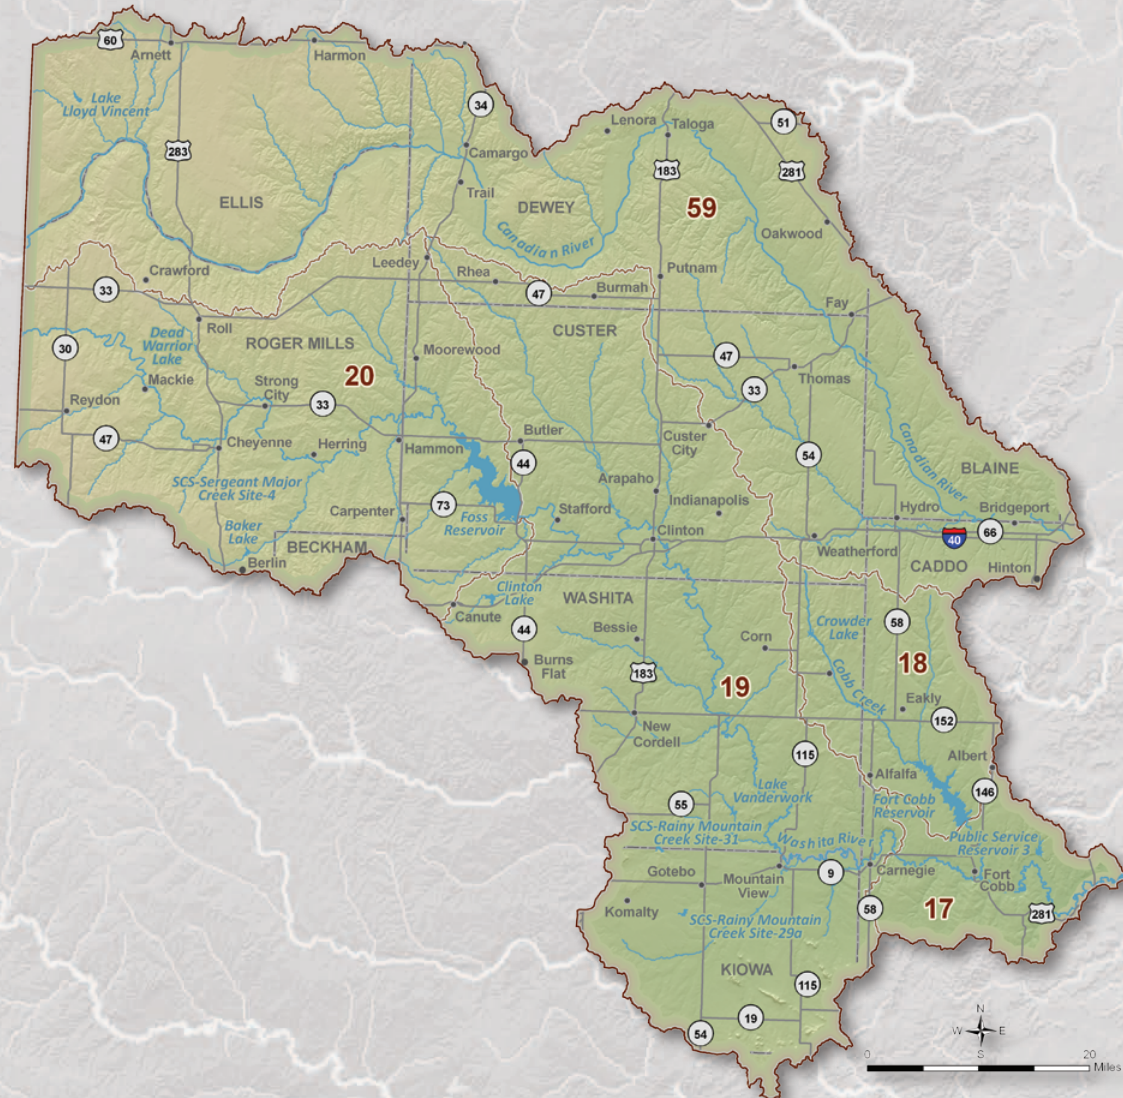 60
Arnett
Harmon
Lake
Lloyd Vincent
34
283
Camargo
Lenora
Taloga
51
183
281
Trail
ELLIS
DEWEY
59
Oakwood
Canadian River
Crawford
Leedey
Rhea
Putnam
33
47
Burmah
Fay
Roll
Dead
Warrior
Lake
ROGER MILLS
CUSTER
30
Moorewood
47
20
Mackie
Strong
City
Thomas
33
Reydon
33
47
Cheyenne
Herring
Hammon
Butler
Custer
City
44
54
Canadian River
BLAINE
SCS-Sergeant Major
Creek Site-4
Arapaho
Indianapolis
73
Carpenter
Foss
Reservoir
Stafford
Hydro
Bridgeport
Baker
Lake
Clinton
66
40
BECKHAM
Weatherford
Berlin
CADDO
Hinton
Clinton
Lake
WASHITA
Canute
44
Bessie
Corn
Crowder
Lake
58
Burns
Flat
183
18
19
Cobb Creek
Eakly
New
Cordell
152
115
Albert
Alfalfa
Lake
Vanderwork
146
55
Fort Cobb
Reservoir
SCS-Rainy Mountain
Creek Site-31
Washita River
Public Service
Reservoir 3
Gotebo
Mountain
View
9
Carnegie
Fort
Cobb
Komalty
58
17
281
SCS-Rainy Mountain
Creek Site-29a
KIOWA
115
54
19
N
W
E
S
0
20
Miles